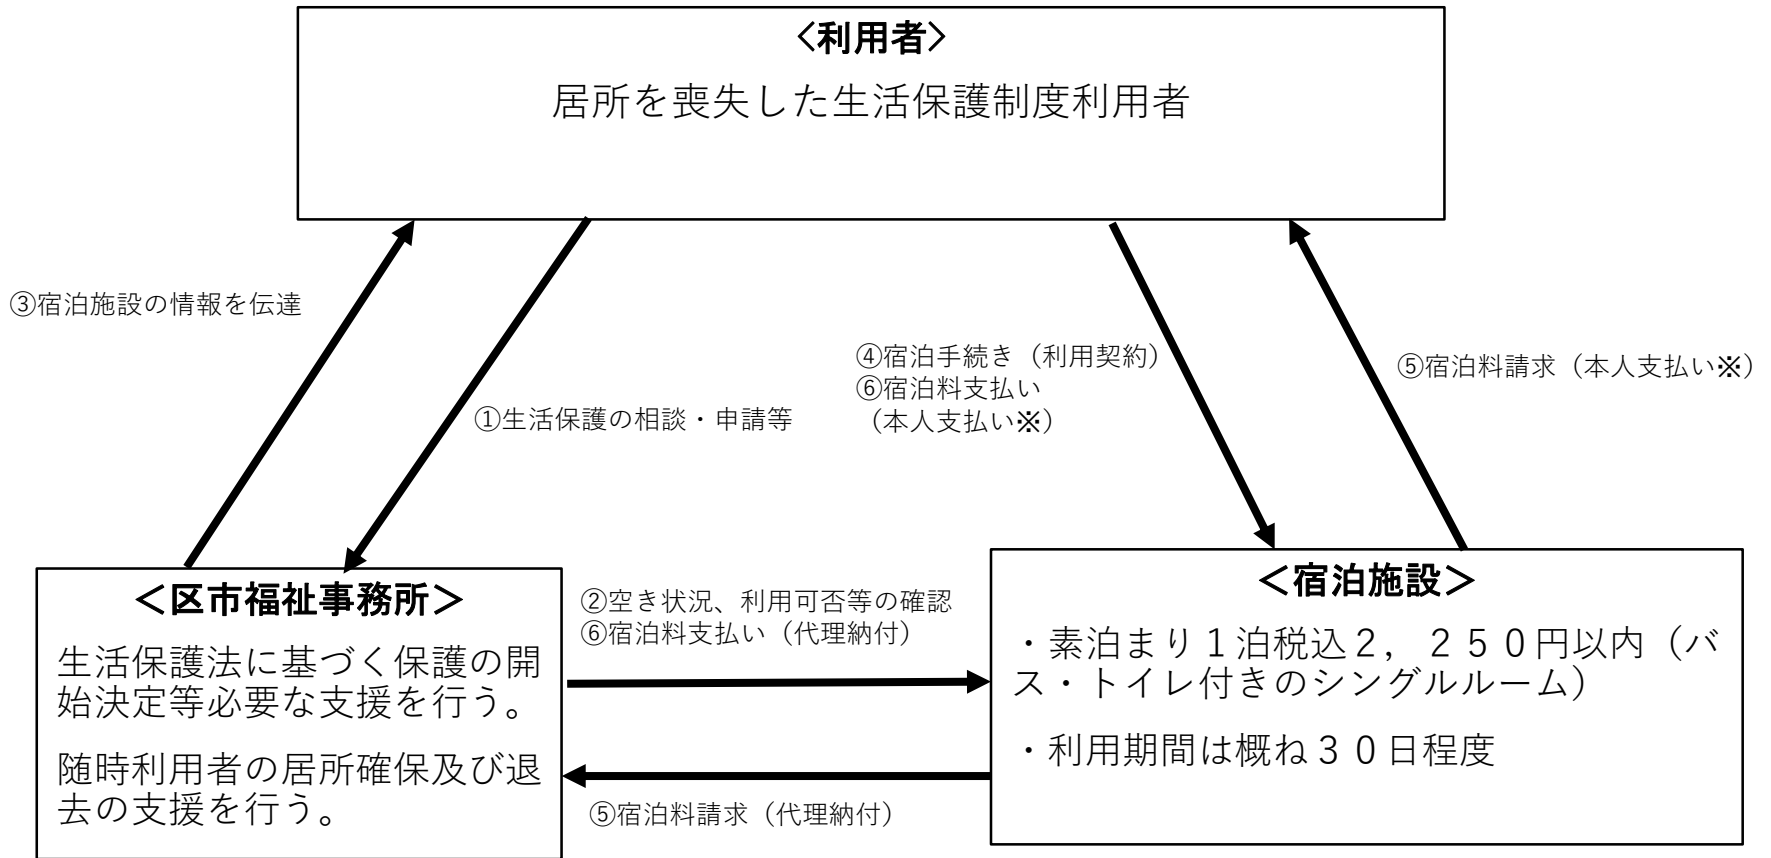 ＜利用者＞
居所を喪失した生活保護制度利用者
③宿泊施設の情報を伝達
①生活保護の相談・申請等
④宿泊手続き（利用契約）
⑥宿泊料支払い
（本人支払い※）
⑤宿泊料請求（本人支払い※）
＜区市福祉事務所＞
生活保護法に基づく保護の開
始決定等必要な支援を行う。
随時利用者の居所確保及び退
去の支援を行う。
②空き状況、利用可否等の確認
⑥宿泊料支払い（代理納付）
⑤宿泊料請求（代理納付）
＜宿泊施設＞
・素泊まり１泊税込２，２５０円以内（バ
ス・トイレ付きのシングルルーム）
・利用期間は概ね３０日程度